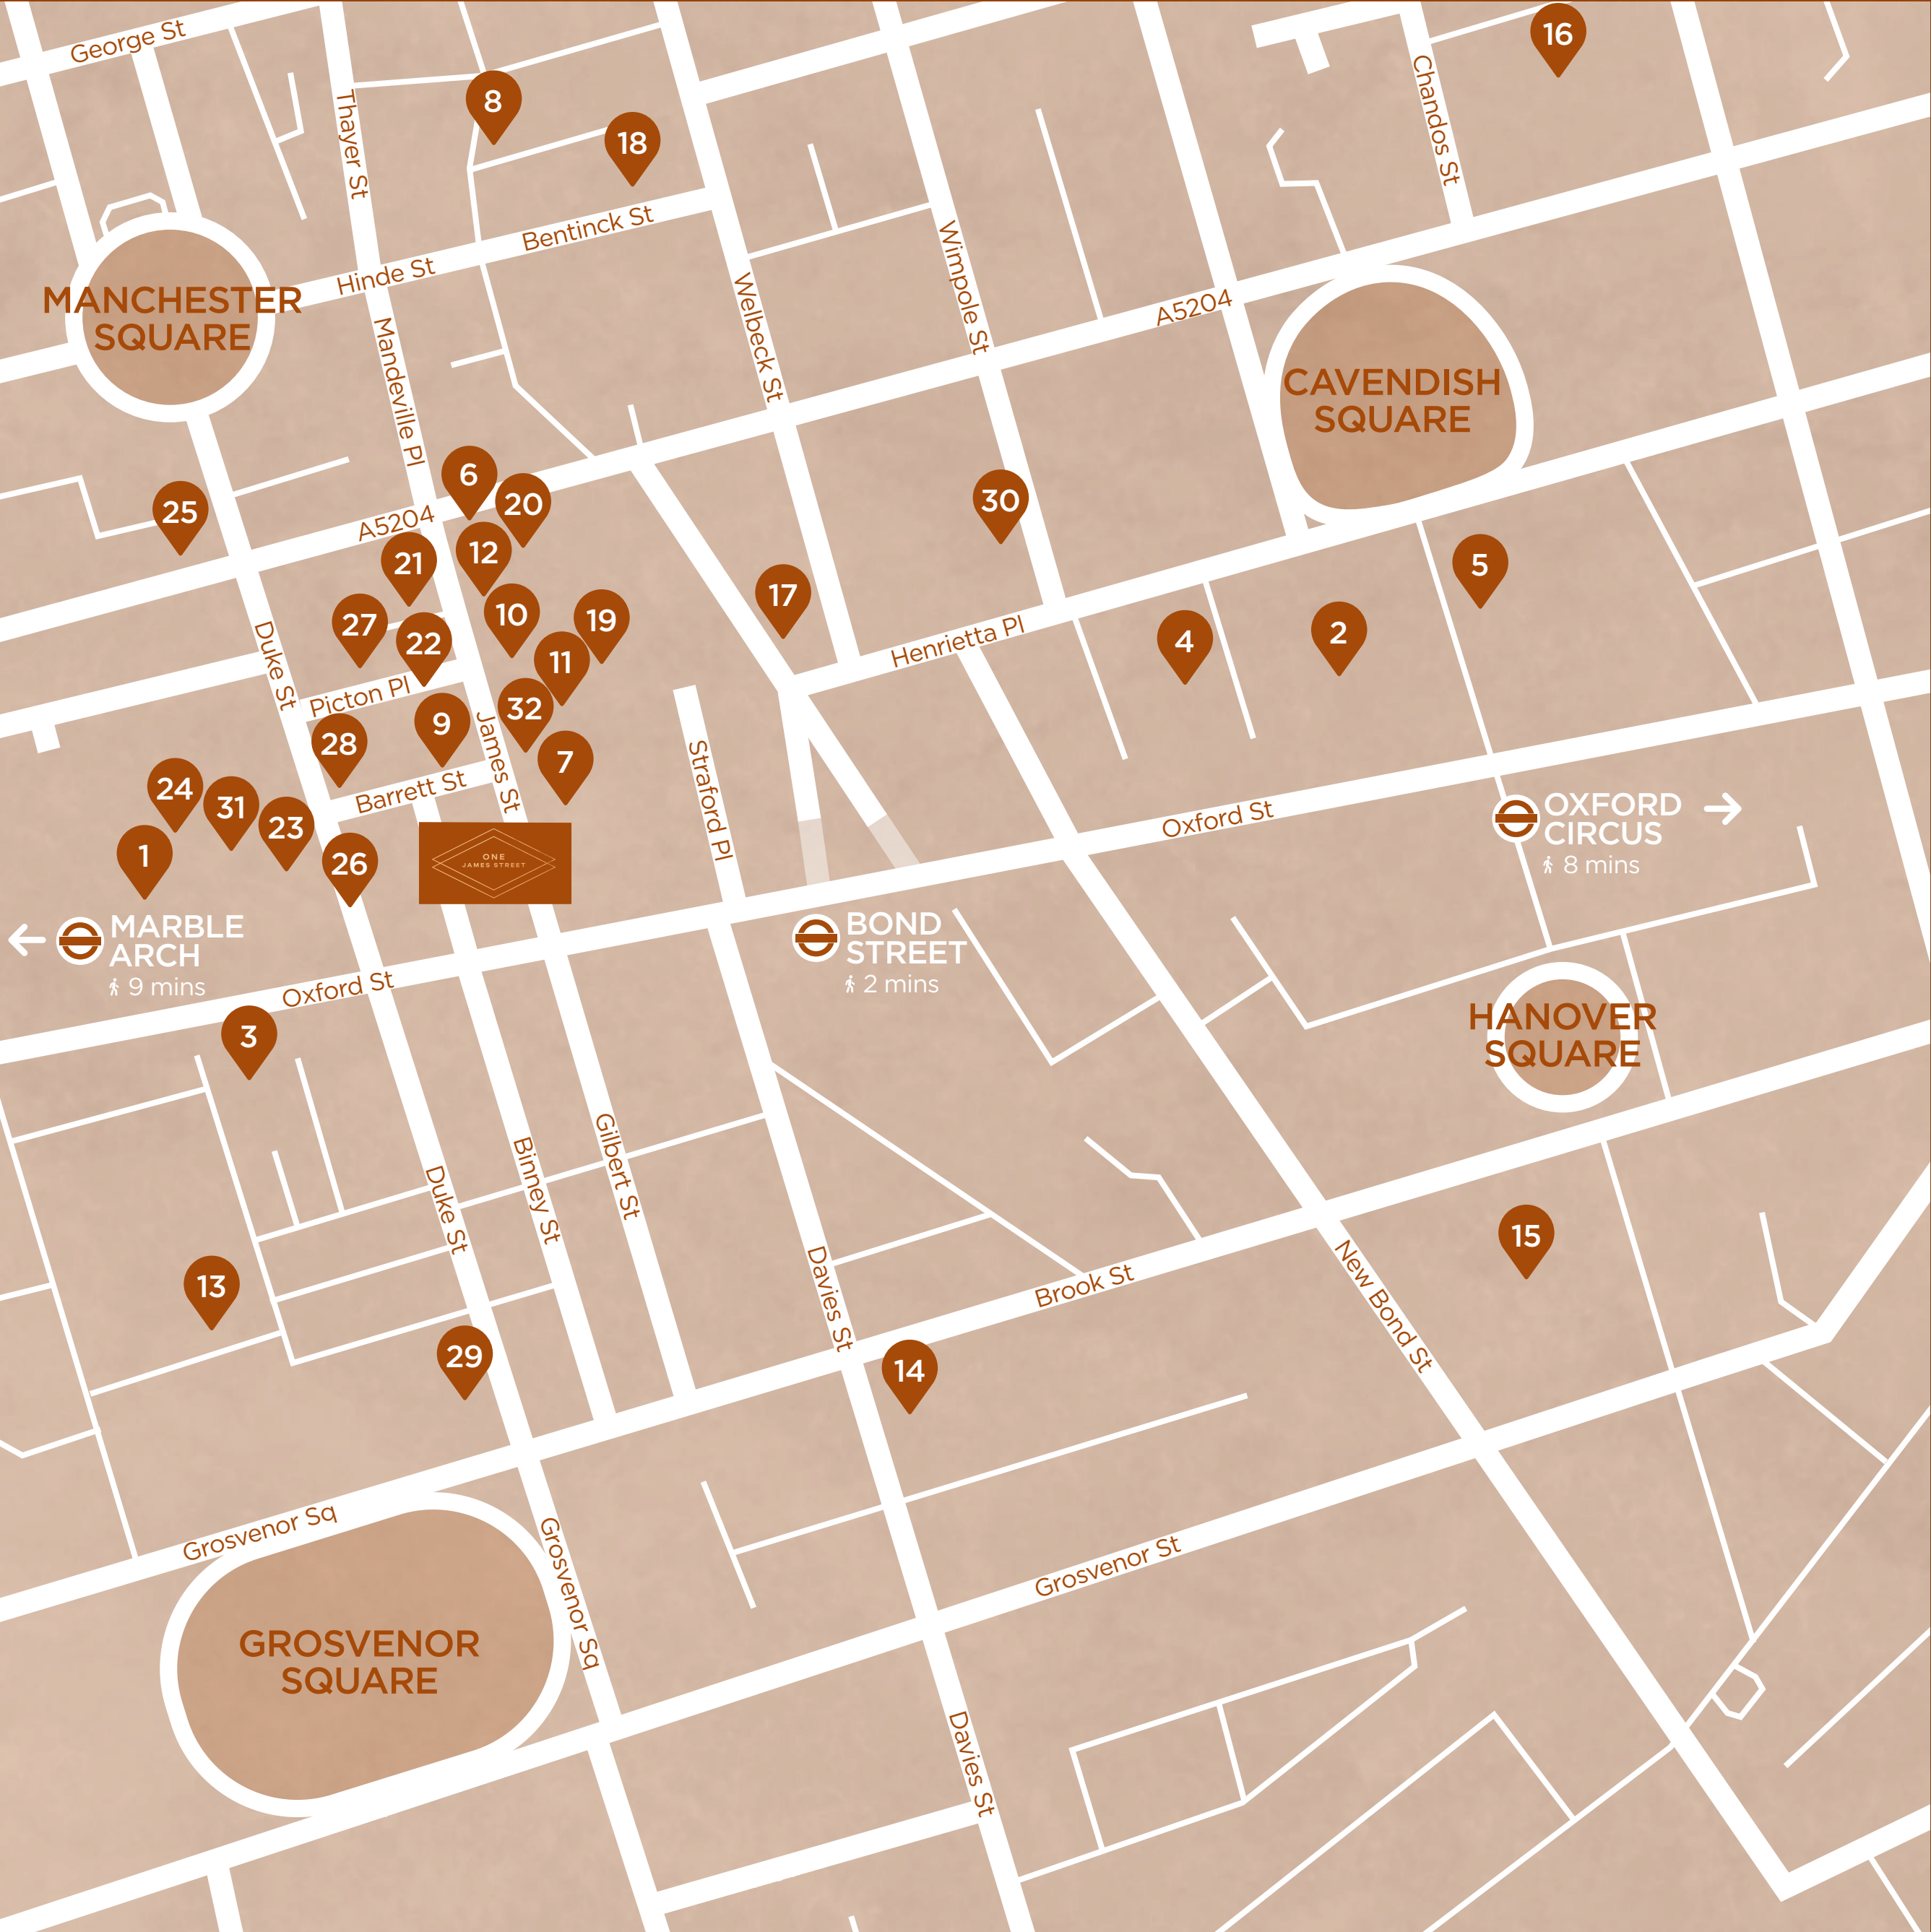 George St
Thayer St
8
18
16
Chandos St
Bentinck St
Hinde St
MANCHESTER
SQUARE
Mandeville Pl
Welbeck St
Wimpole St
A5204
CAVENDISH
SQUARE
25
6
20
A5204
12
21
30
5
17
27
22
10
19
11
4
2
Henrietta Pl
Duke St
Picton Pl
28
9
32
7
James St
Barrett St
Straford Pl
24
31
23
1
26
ONE
JAMES STREET
Oxford St
OXFORD
CIRCUS
8 mins
MARBLE
ARCH
9 mins
BOND
STREET
2 mins
Oxford St
3
HANOVER
SQUARE
Duke St
Binney St
Gilbert St
13
29
Davies St
14
Brook St
New Bond St
15
Grosvenor Sq
Grosvenor Sq
GROSVENOR
SQUARE
Grosvenor St
Davies St